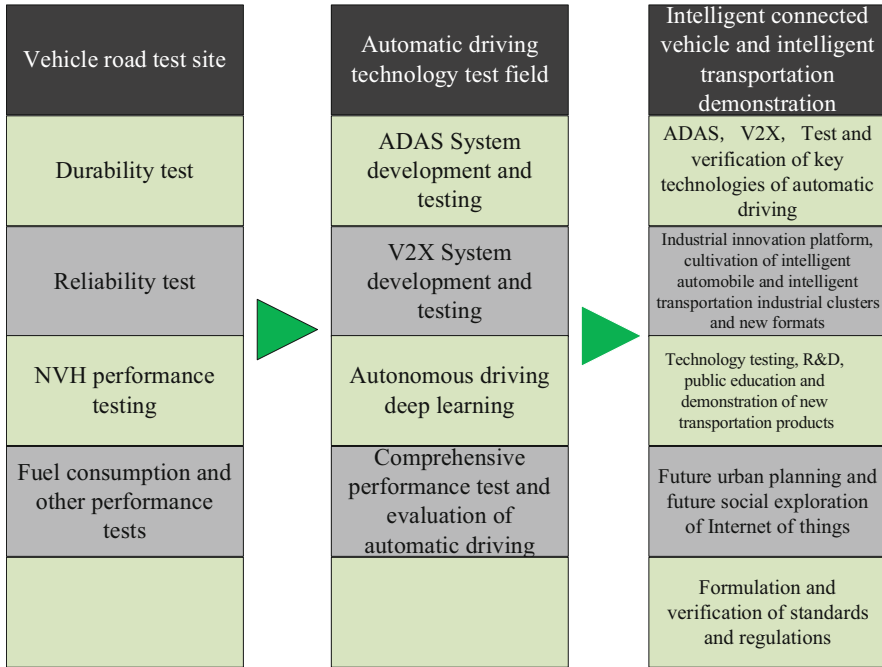 Vehicle road test site
Durability test
Reliability test
NVH performance
testing
Fuel consumption and
other performance
tests
Automatic driving
technology test field
ADAS System
development and
testing
V2X System
development and
testing
Autonomous driving
deep learning
Comprehensive
performance test and
evaluation of
automatic driving
Intelligent connected
vehicle and intelligent
transportation
demonstration
ADAS, V2X, Test and
verification of key
technologies of automatic
driving
Industrial innovation platform,
cultivation of intelligent
automobile and intelligent
transportation industrial clusters
and new formats
Technology testing, R&D,
public education and
demonstration of new
transportation products
Future urban planning and
future social exploration
of Internet of things
Formulation and
verification of standards
and regulations